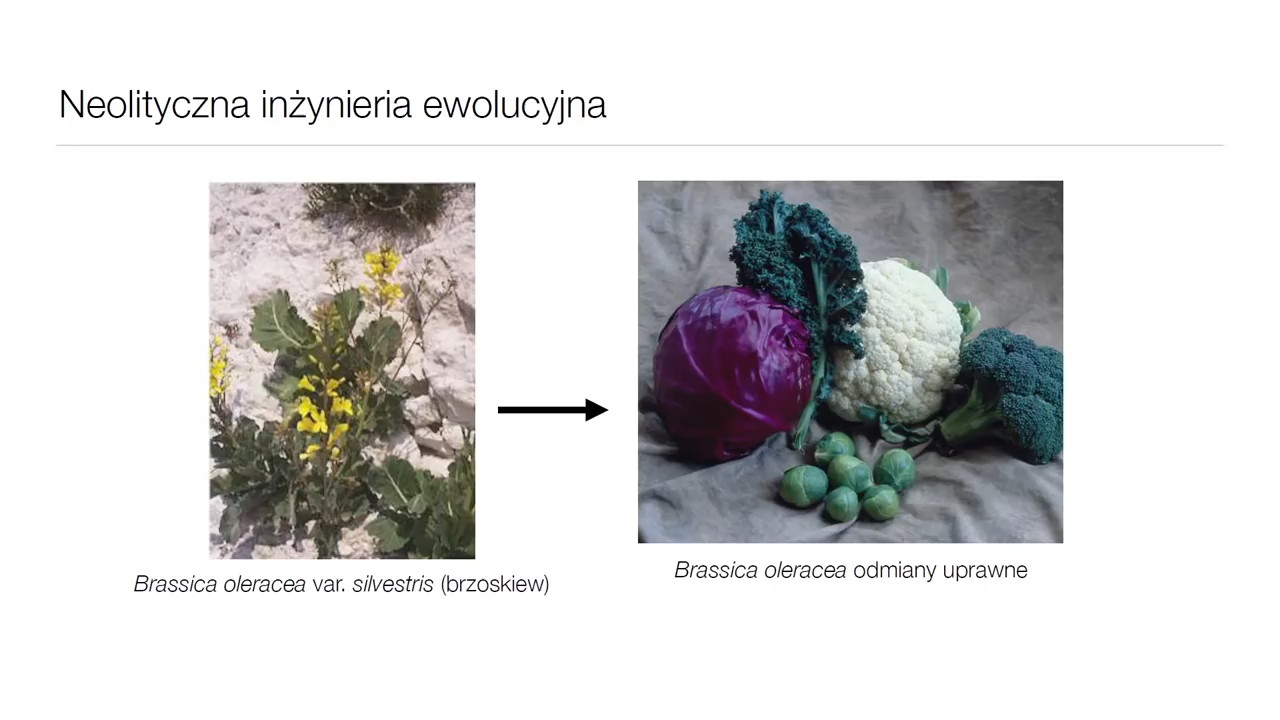 Neolityczna inżynieria ewolucyjna
Brassica oleracea var. silvestris (brzoskiew)
Brassica oleracea odmiany uprawne